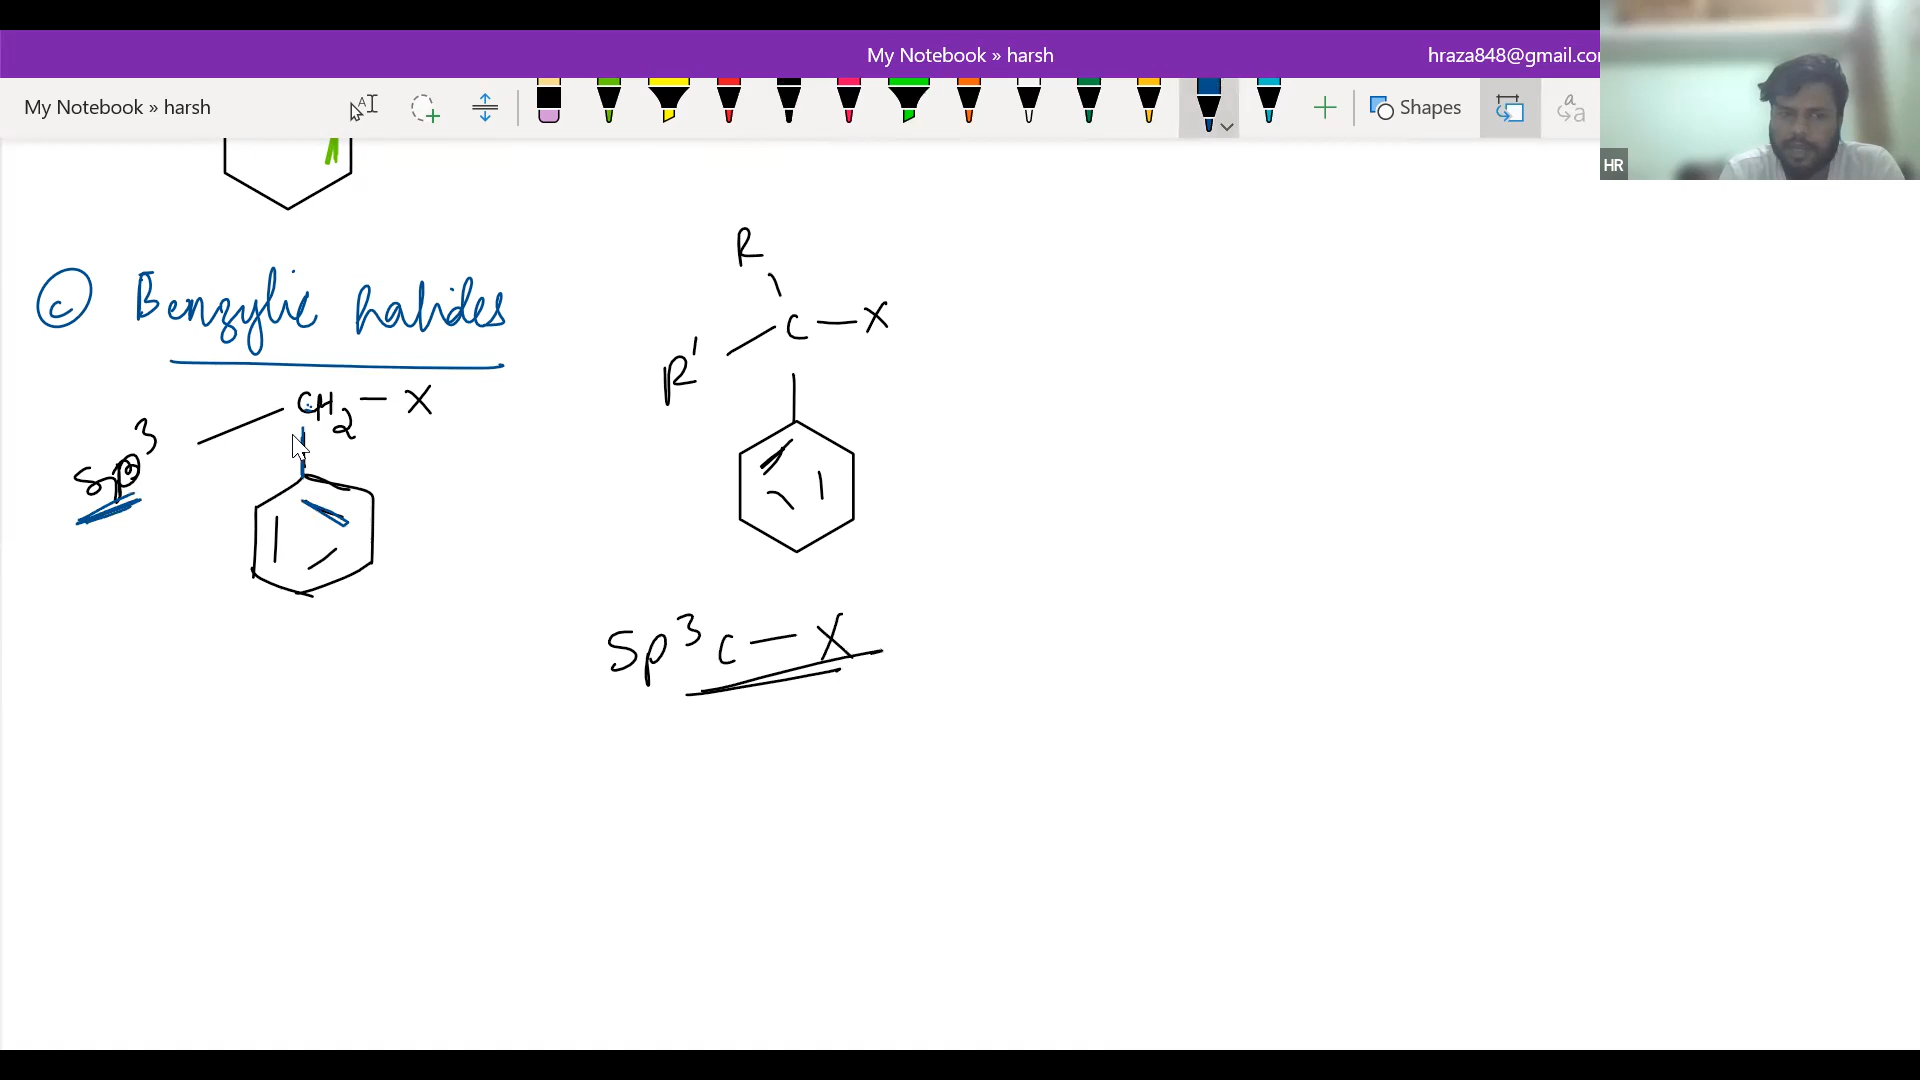 My Notebook » harsh
hraza848@gmail.co
My Notebook » harsh
Shapes
HR
c Benzylic halides
R
C — X
R'
CH2 — X
Sp3
Sp3 C — X